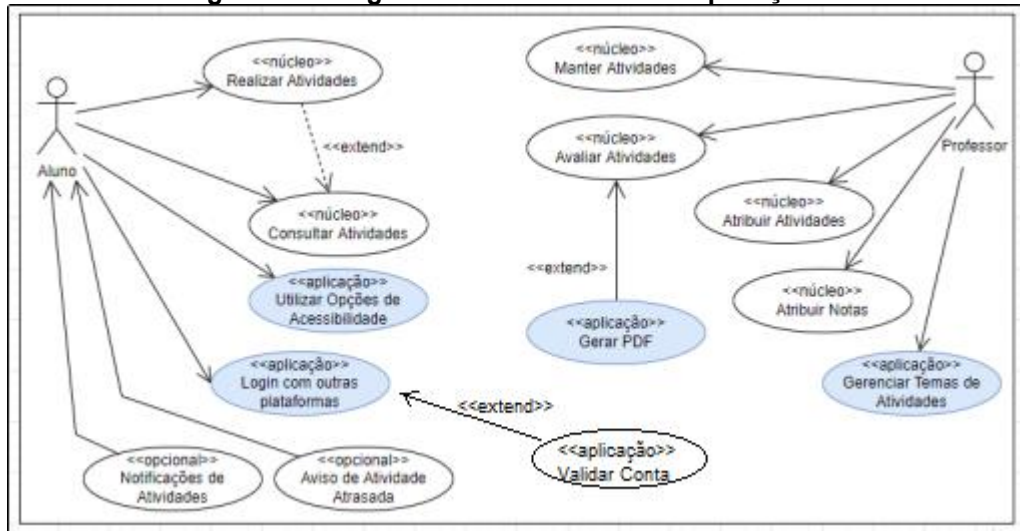 <<núcleo>>
Realizar Atividades
<<núcleo>>
Manter Atividades
<<extend>>
<<núcleo>>
Avaliar Atividades
Aluno
Professor
<<núcleo>>
Consultar Atividades
<<núcleo>>
Atribuir Atividades
<<extend>>
<<aplicação>>
Utilizar Opções de
Acessibilidade
<<núcleo>>
Atribuir Notas
<<aplicação>>
Gerar PDF
<<aplicação>>
Login com outras
plataformas
<<aplicação>>
Gerenciar Temas de
Atividades
<<extend>>
<<aplicação>>
Validar Conta
<<opcional>>
Notificações de
Atividades
<<opcional>>
Aviso de Atividade
Atrasada